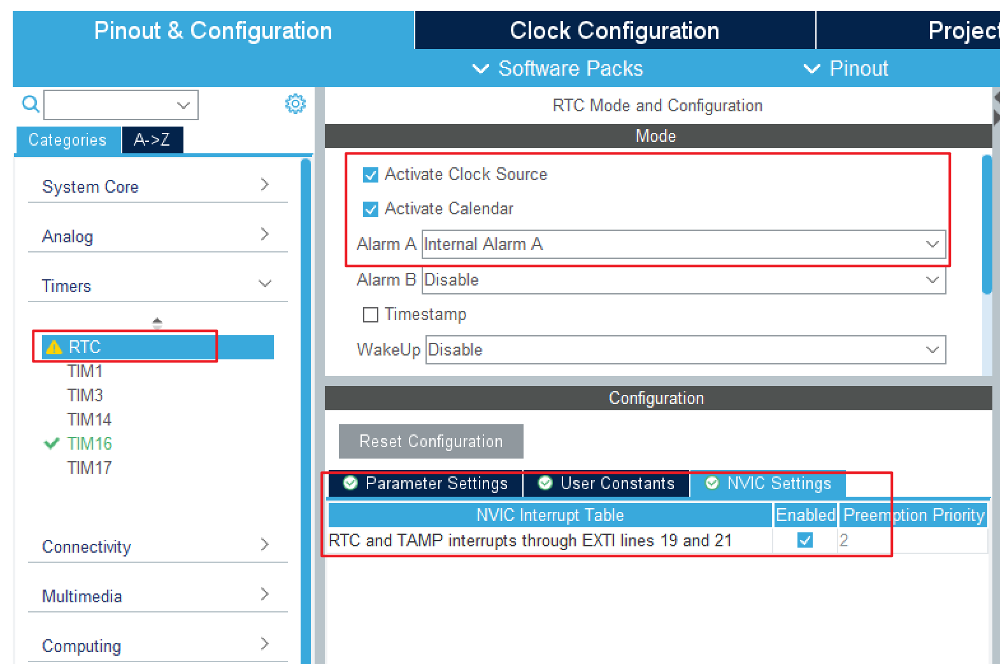 Pinout & Configuration
Clock Configuration
Project
Software Packs
Pinout
RTC Mode and Configuration
Categories
A->Z
Mode
System Core
Analog
Timers
RTC
TIM1
TIM3
TIM14
TIM16
TIM17
Connectivity
Multimedia
Computing
Activate Clock Source
Activate Calendar
Alarm A Internal Alarm A
Alarm B Disable
Timestamp
WakeUp Disable
Configuration
Reset Configuration
Parameter Settings
User Constants
NVIC Settings
NVIC Interrupt Table Enabled Preemption Priority
RTC and TAMP interrupts through EXTI lines 19 and 21 2